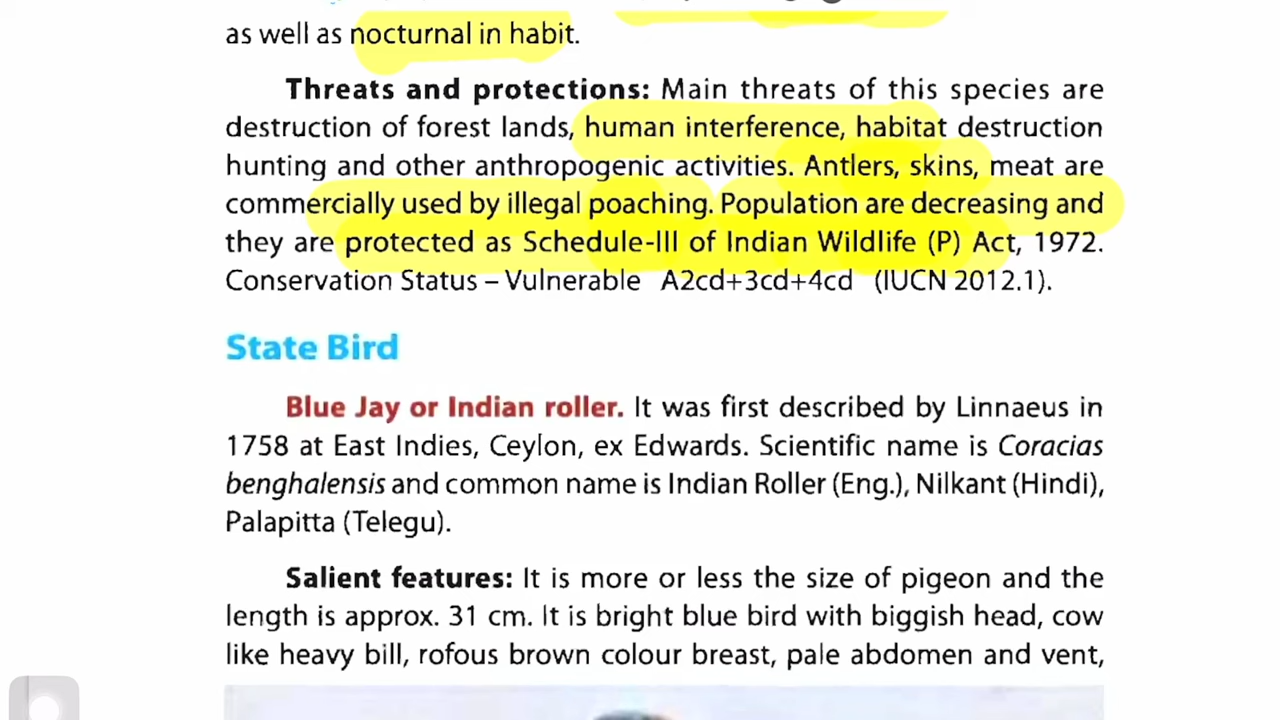 as well as nocturnal in habit.
Threats and protections: Main threats of this species are
destruction of forest lands, human interference, habitat destruction
hunting and other anthropogenic activities. Antlers, skins, meat are
commercially used by illegal poaching. Population are decreasing and
they are protected as Schedule-III of Indian Wildlife (P) Act, 1972.
Conservation Status – Vulnerable A2cd+3cd+4cd (IUCN 2012.1).
State Bird
Blue Jay or Indian roller. It was first described by Linnaeus in
1758 at East Indies, Ceylon, ex Edwards. Scientific name is Coracias
benghalensis and common name is Indian Roller (Eng.), Nilkant (Hindi),
Palapitta (Telegu).
Salient features: It is more or less the size of pigeon and the
length is approx. 31 cm. It is bright blue bird with biggish head, cow
like heavy bill, rofous brown colour breast, pale abdomen and vent,